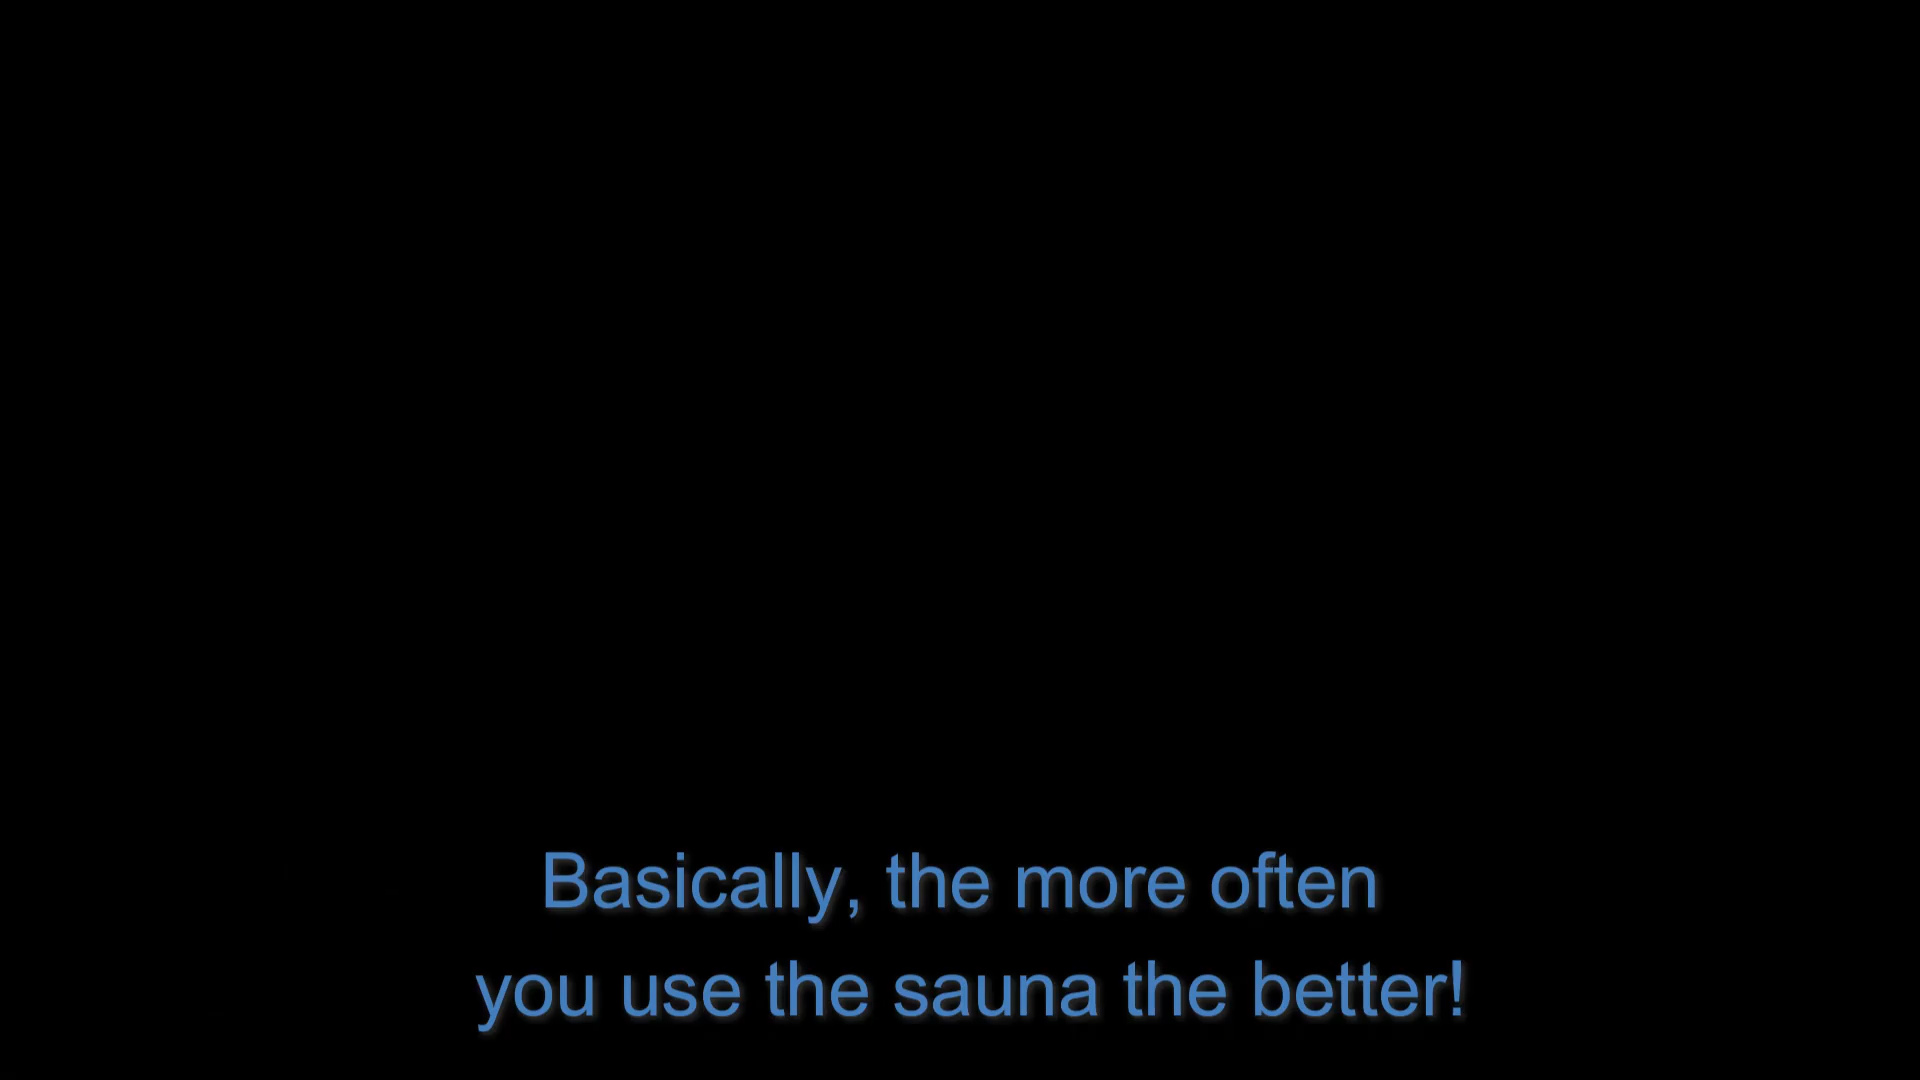 Basically, the more often
you use the sauna the better!